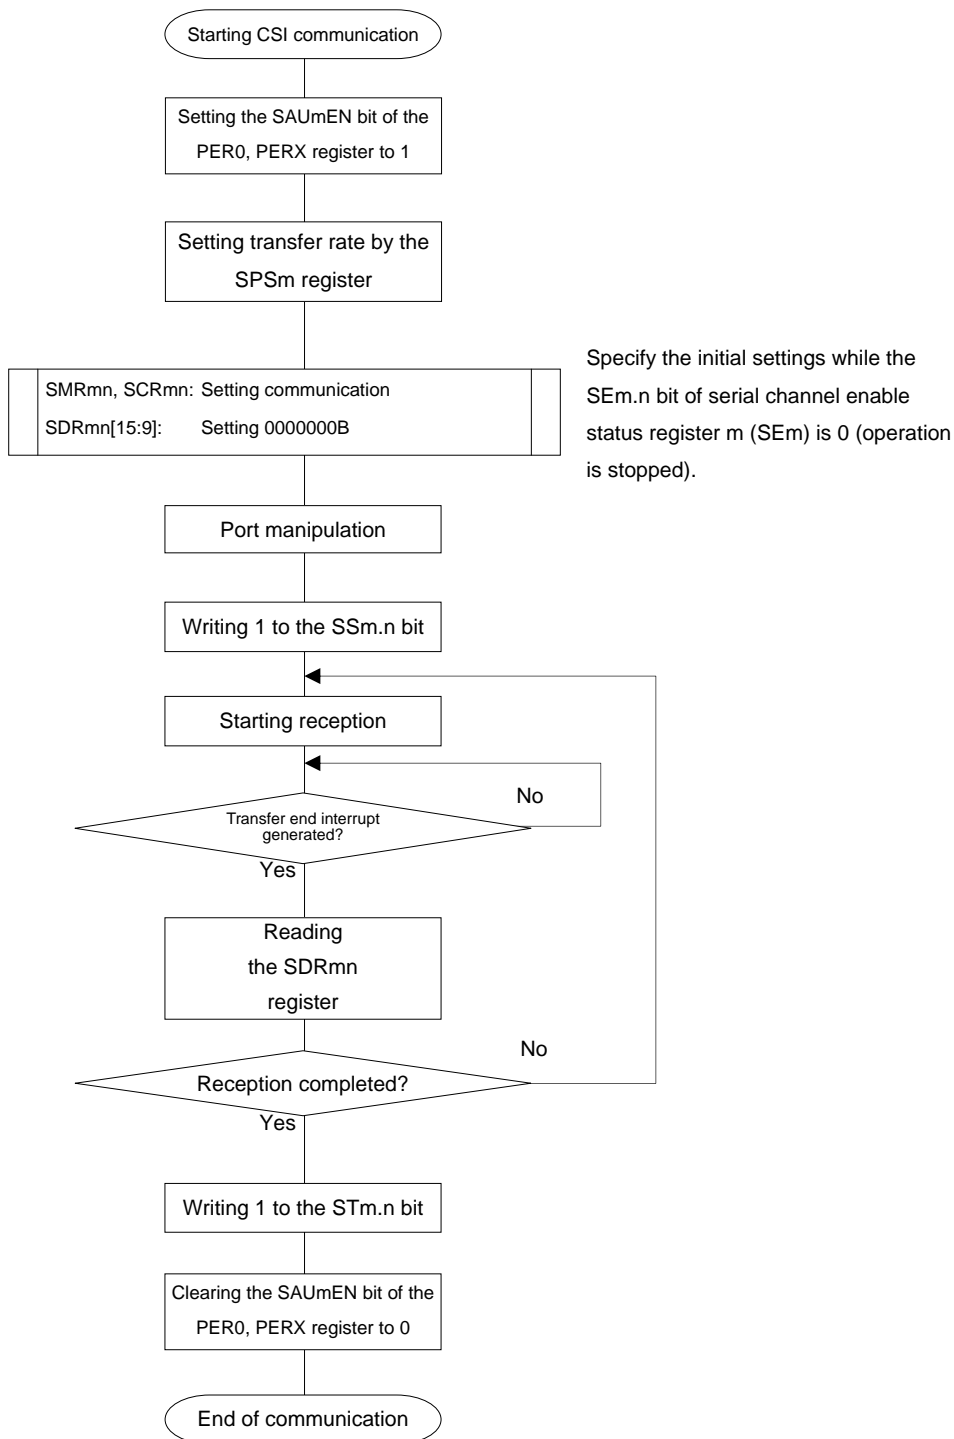 Starting CSI communication
Setting the SAUmEN bit of the
PER0, PERX register to 1
Setting transfer rate by the
SPSm register
SMRmn, SCRmn: Setting communication
SDRmn[15:9]: Setting 0000000B
Specify the initial settings while the
SEm.n bit of serial channel enable
status register m (SEm) is 0 (operation
is stopped).
Port manipulation
Writing 1 to the SSm.n bit
Starting reception
No
Transfer end interrupt
generated?
Yes
Reading
the SDRmn
register
No
Reception completed?
Yes
Writing 1 to the STm.n bit
Clearing the SAUmEN bit of the
PER0, PERX register to 0
End of communication